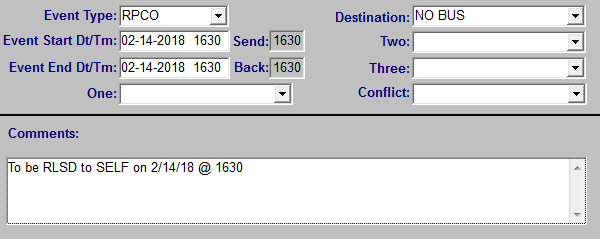 Event Type: RPCO Destination: NO BUS
Event Start Dt/Tm: 02-14-2018 1630 Send: 1630 Two:
Event End Dt/Tm: 02-14-2018 1630 Back: 1630 Three:
One: Conflict:
Comments:
To be RLSD to SELF on 2/14/18 @ 1630